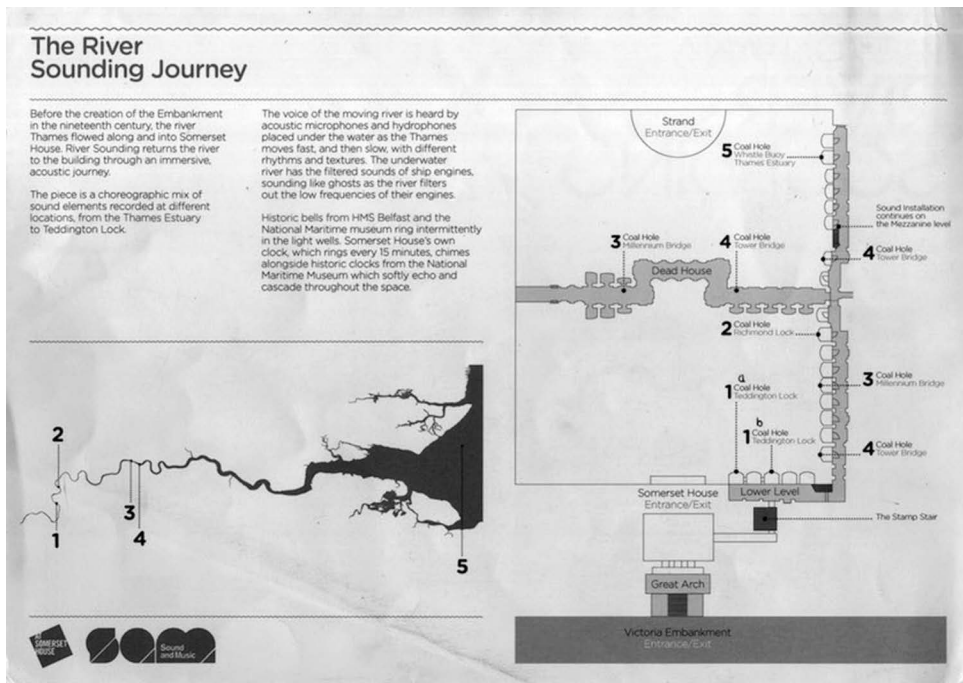 The River
Sounding Journey
Before the creation of the Embankment
in the nineteenth century, the river
Thames flowed along and into Somerset
House. River Sounding returns the river
to the building through an immersive,
acoustic journey.
The piece is a choreographic mix of
sound elements recorded at different
locations, from the Thames Estuary
to Teddington Lock.
The voice of the moving river is heard by
acoustic microphones and hydrophones
placed under the water as the Thames
moves fast, and then slow, with different
rhythms and textures. The underwater
river has the filtered sounds of ship engines,
sounding like ghosts as the river filters
out the low frequencies of their engines.
Historic bells from HMS Belfast and the
National Maritime museum ring intermittently
in the light wells. Somerset House's own
clock, which rings every 15 minutes, chimes
alongside historic clocks from the National
Maritime Museum which softly echo and
cascade throughout the space.
2
1
3
4
5
AT
SOMERSET
HOUSE
sam
Sound
and Music
Strand
Entrance/Exit
5 Coal Hole
Whistle Buoy
Thames Estuary
Sound Installation
continues on
the Mezzanine level
3 Coal Hole
Millennium Bridge
4 Coal Hole
Tower Bridge
4 Coal Hole
Tower Bridge
Dead House
2 Coal Hole
Richmond Lock
3 Coal Hole
Millennium Bridge
a
1 Coal Hole
Teddington Lock
b
1 Coal Hole
Teddington Lock
4 Coal Hole
Tower Bridge
Somerset House
Entrance/Exit
Lower Level
The Stamp Stair
Great Arch
Victoria Embankment
Entrance/Exit